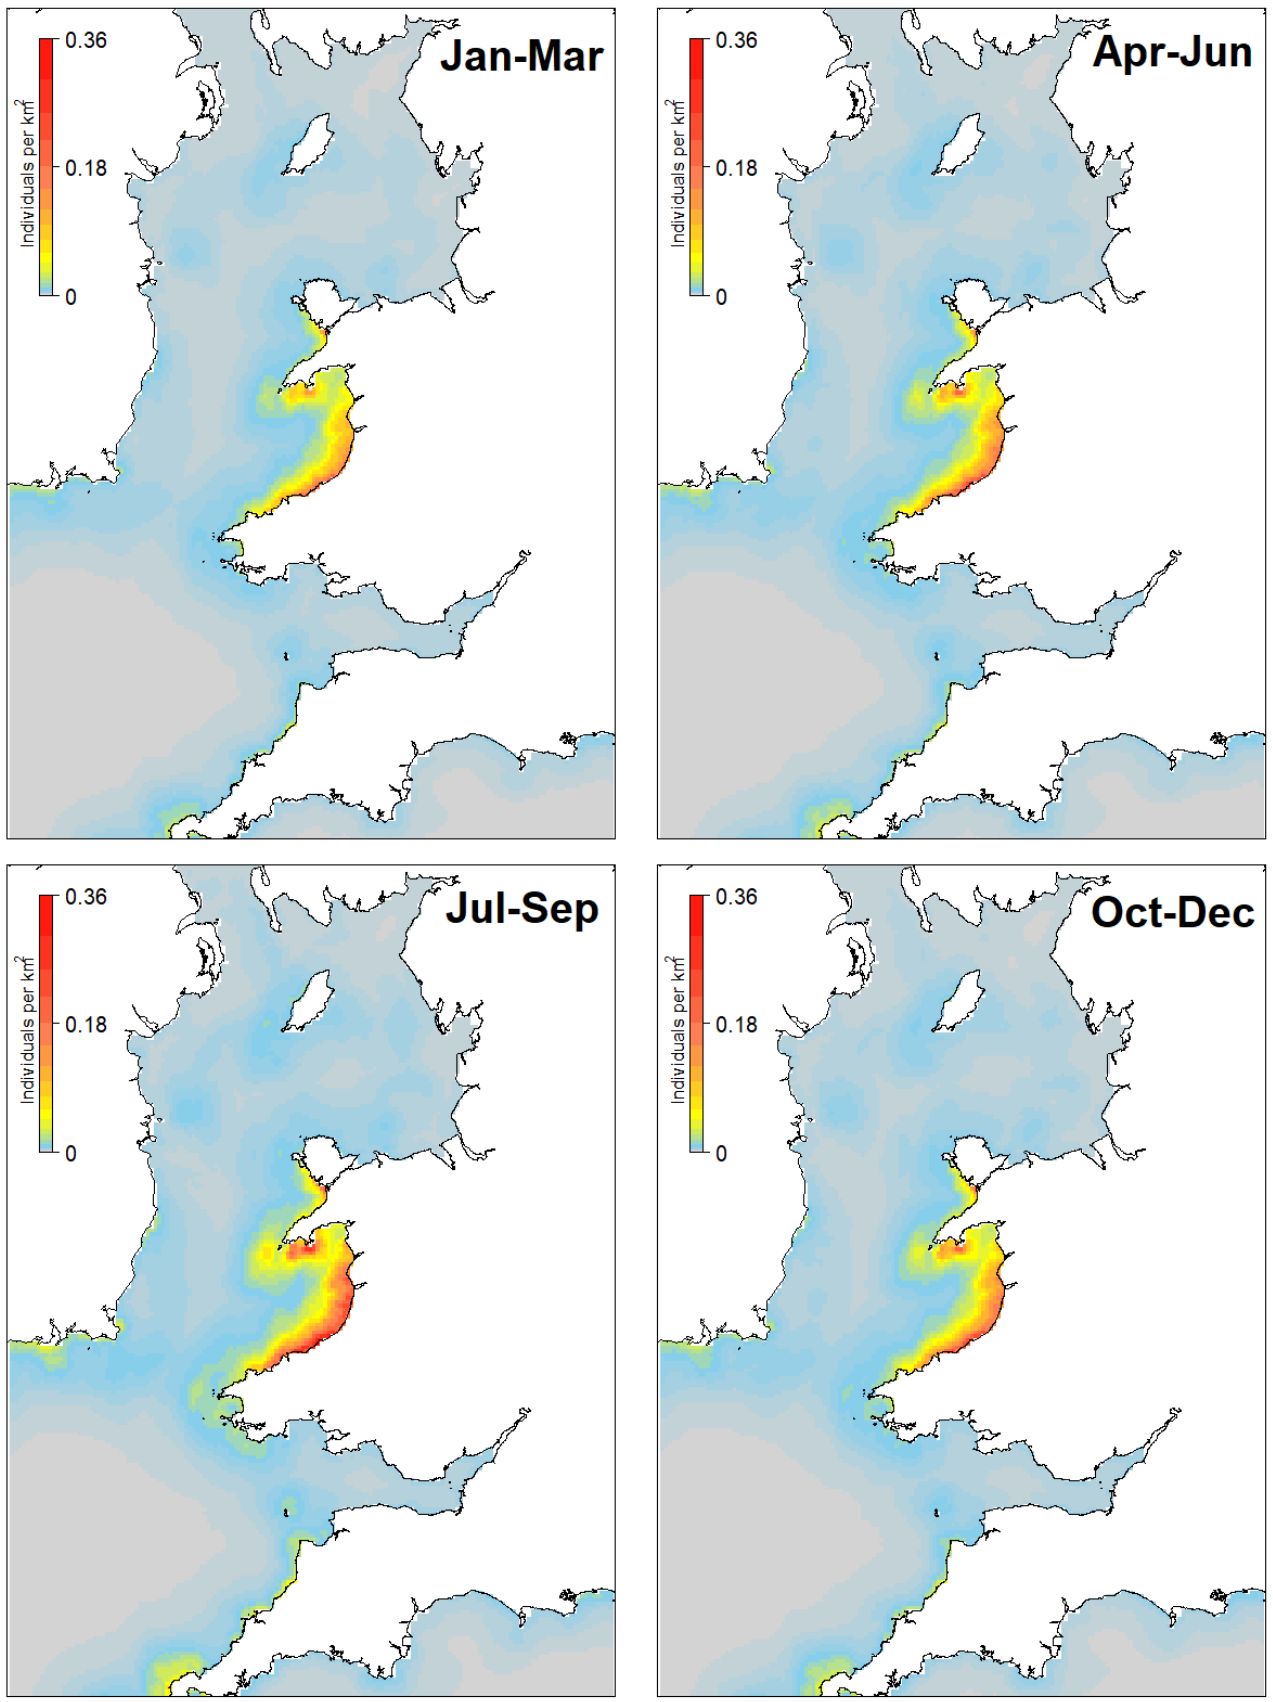 Jan-Mar
0.36
0.18
0
Individuals per km2
Apr-Jun
0.36
0.18
0
Individuals per km2
Jul-Sep
0.36
0.18
0
Individuals per km2
Oct-Dec
0.36
0.18
0
Individuals per km2